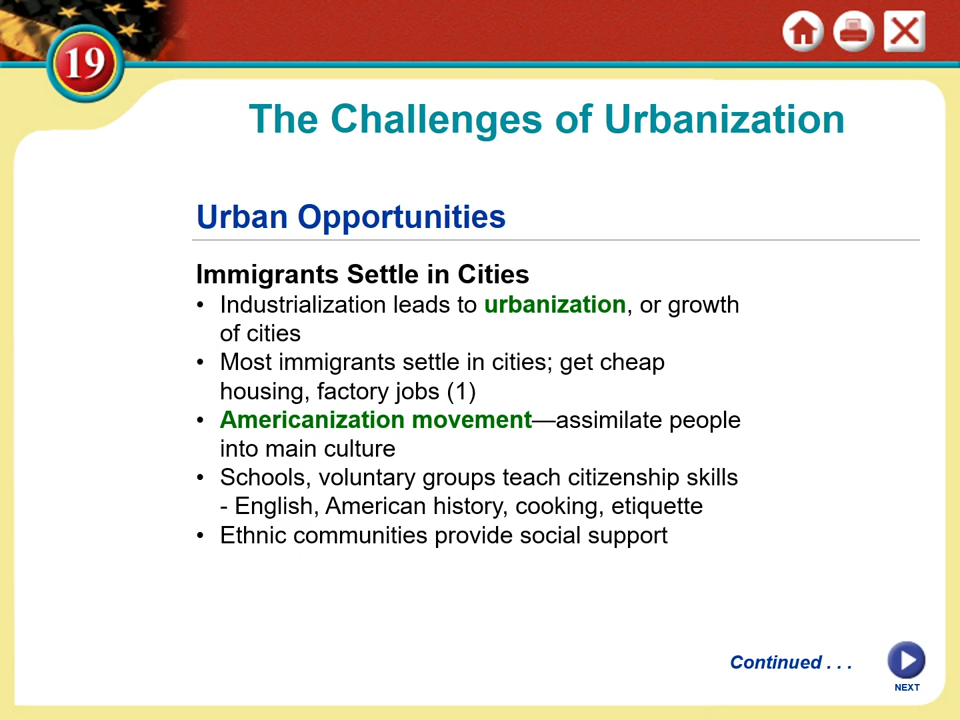 19
The Challenges of Urbanization
Urban Opportunities
Immigrants Settle in Cities
• Industrialization leads to urbanization, or growth
of cities
• Most immigrants settle in cities; get cheap
housing, factory jobs (1)
• Americanization movement—assimilate people
into main culture
• Schools, voluntary groups teach citizenship skills
- English, American history, cooking, etiquette
• Ethnic communities provide social support
Continued . . .
NEXT